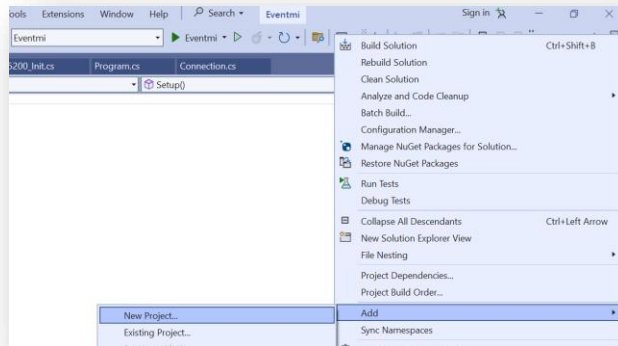 ools Extensions Window Help Search Eventmi Sign in
Eventmi Eventmi
5200_Init.cs Program.cs Connection.cs
Setup()
Build Solution Ctrl+Shift+B
Rebuild Solution
Clean Solution
Analyze and Code Cleanup
Batch Build...
Configuration Manager...
Manage NuGet Packages for Solution...
Restore NuGet Packages
Run Tests
Debug Tests
Collapse All Descendants Ctrl+Left Arrow
New Solution Explorer View
File Nesting
Project Dependencies...
Project Build Order...
Add
New Project...
Sync Namespaces
Existing Project...